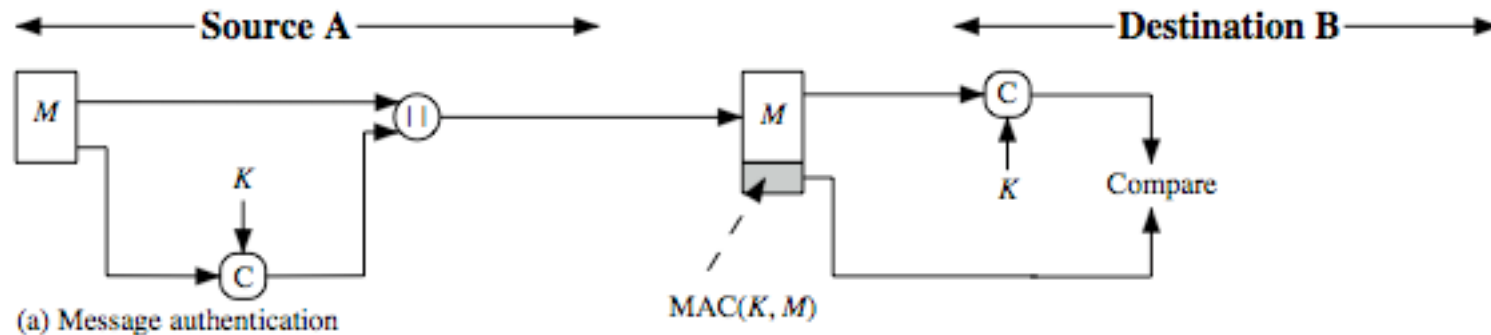 Source A
Destination B
M
||
M
C
K
K
Compare
C
MAC(K, M)
(a) Message authentication